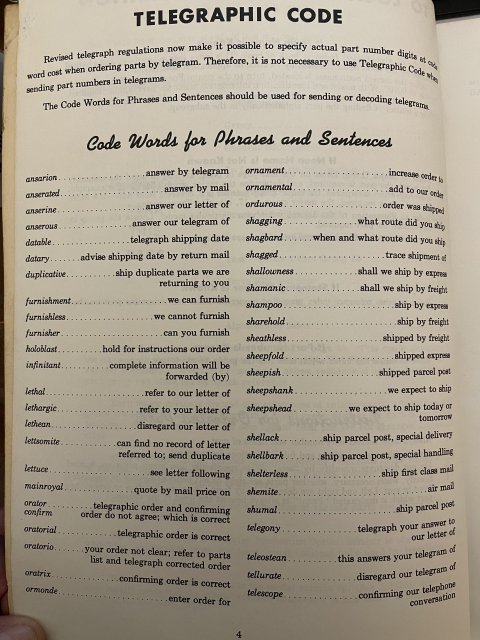 TELEGRAPHIC CODE
Revised telegraph regulations now make it possible to specify actual part number digits at code
word cost when ordering parts by telegram. Therefore, it is not necessary to use Telegraphic Code when
sending part numbers in telegrams.
The Code Words for Phrases and Sentences should be used for sending or decoding telegrams.
Code Words for Phrases and Sentences
ansarion..............answer by telegram
anserated..............answer by mail
anserine..............answer our letter of
anserous..............answer our telegram of
datable..............telegraph shipping date
datary........advise shipping date by return mail
duplicative..........ship duplicate parts we are
returning to you
furnishment..............we can furnish
furnishless..............we cannot furnish
furnisher..............can you furnish
holoblast..........hold for instructions our order
infinitant..........complete information will be
forwarded (by)
lethal..............refer to our letter of
lethargic..............refer to your letter of
lethean..............disregard our letter of
lettsomite..........can find no record of letter
referred to; send duplicate
lettuce..............see letter following
mainroyal..............quote by mail price on
orator..........telegraphic order and confirming
confirm order do not agree; which is correct
oratorial..............telegraphic order is correct
oratorio........your order not clear; refer to parts
list and telegraph corrected order
oratrix..............confirming order is correct
ormonde..............enter order for
ornament..............increase order to
ornamental..............add to our order
ordurous..............order was shipped
shagging..............what route did you ship
shagbard......when and what route did you ship
shagged..............trace shipment of
shallowness..........shall we ship by express
shamanic..............shall we ship by freight
shampoo..............ship by express
sharehold..............ship by freight
sheathless..............shipped by freight
sheepfold..............shipped express
sheepish..............shipped parcel post
sheepshank..............we expect to ship
sheepshead..........we expect to ship today or
tomorrow
shellack........ship parcel post, special delivery
shellbark........ship parcel post, special handling
shelterless..............ship first class mail
shemite..............air mail
shumal..............ship parcel post
telegony..............telegraph your answer to
our letter of
teleostean..........this answers your telegram of
tellurate..............disregard our telegram of
telescope..........confirming our telephone
conversation
4